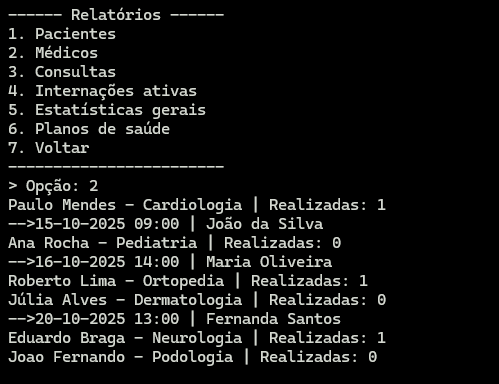 ------ Relatórios ------
1. Pacientes
2. Médicos
3. Consultas
4. Internações ativas
5. Estatísticas gerais
6. Planos de saúde
7. Voltar
------------------------
> Opção: 2
Paulo Mendes - Cardiologia | Realizadas: 1
-->15-10-2025 09:00 | João da Silva
Ana Rocha - Pediatria | Realizadas: 0
-->16-10-2025 14:00 | Maria Oliveira
Roberto Lima - Ortopedia | Realizadas: 1
Júlia Alves - Dermatologia | Realizadas: 0
-->20-10-2025 13:00 | Fernanda Santos
Eduardo Braga - Neurologia | Realizadas: 1
Joao Fernando - Podologia | Realizadas: 0